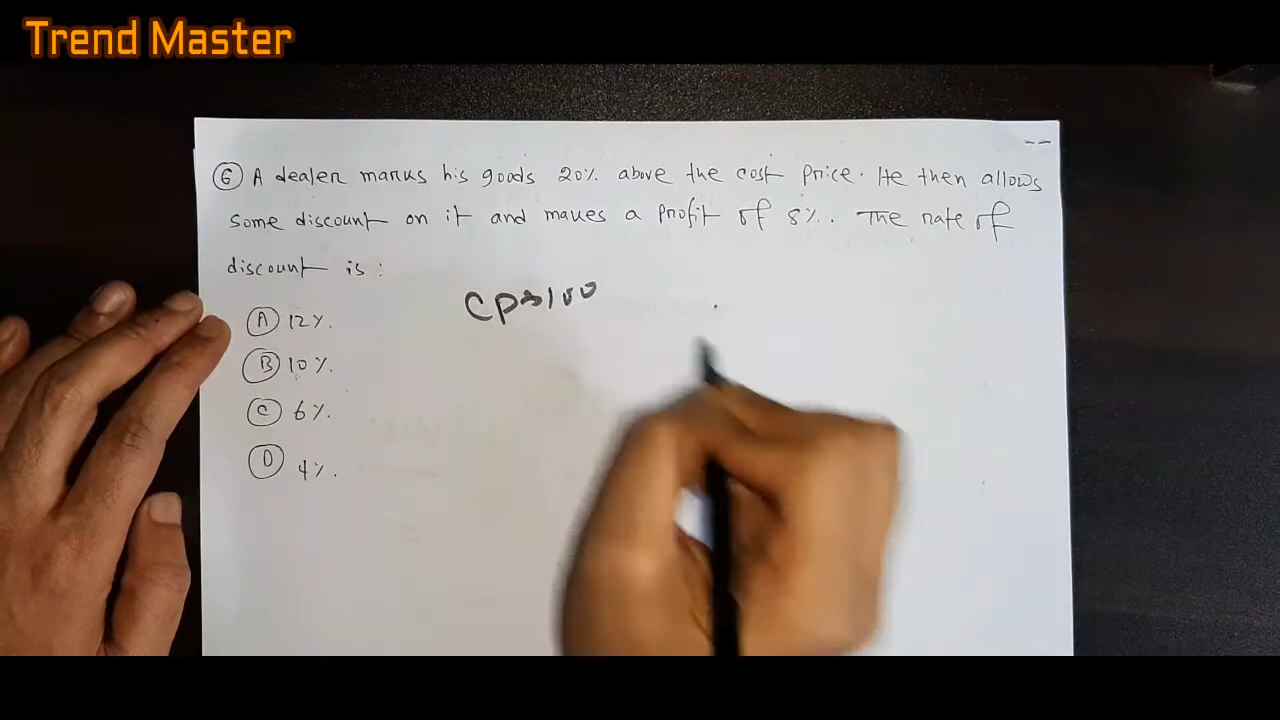 Trend Master
6 A dealer marks his goods 20% above the cost price. He then allows
some discount on it and makes a profit of 8%. The rate of
discount is :
CP→100
A 12%.
B 10%.
C 6%.
D 4%.